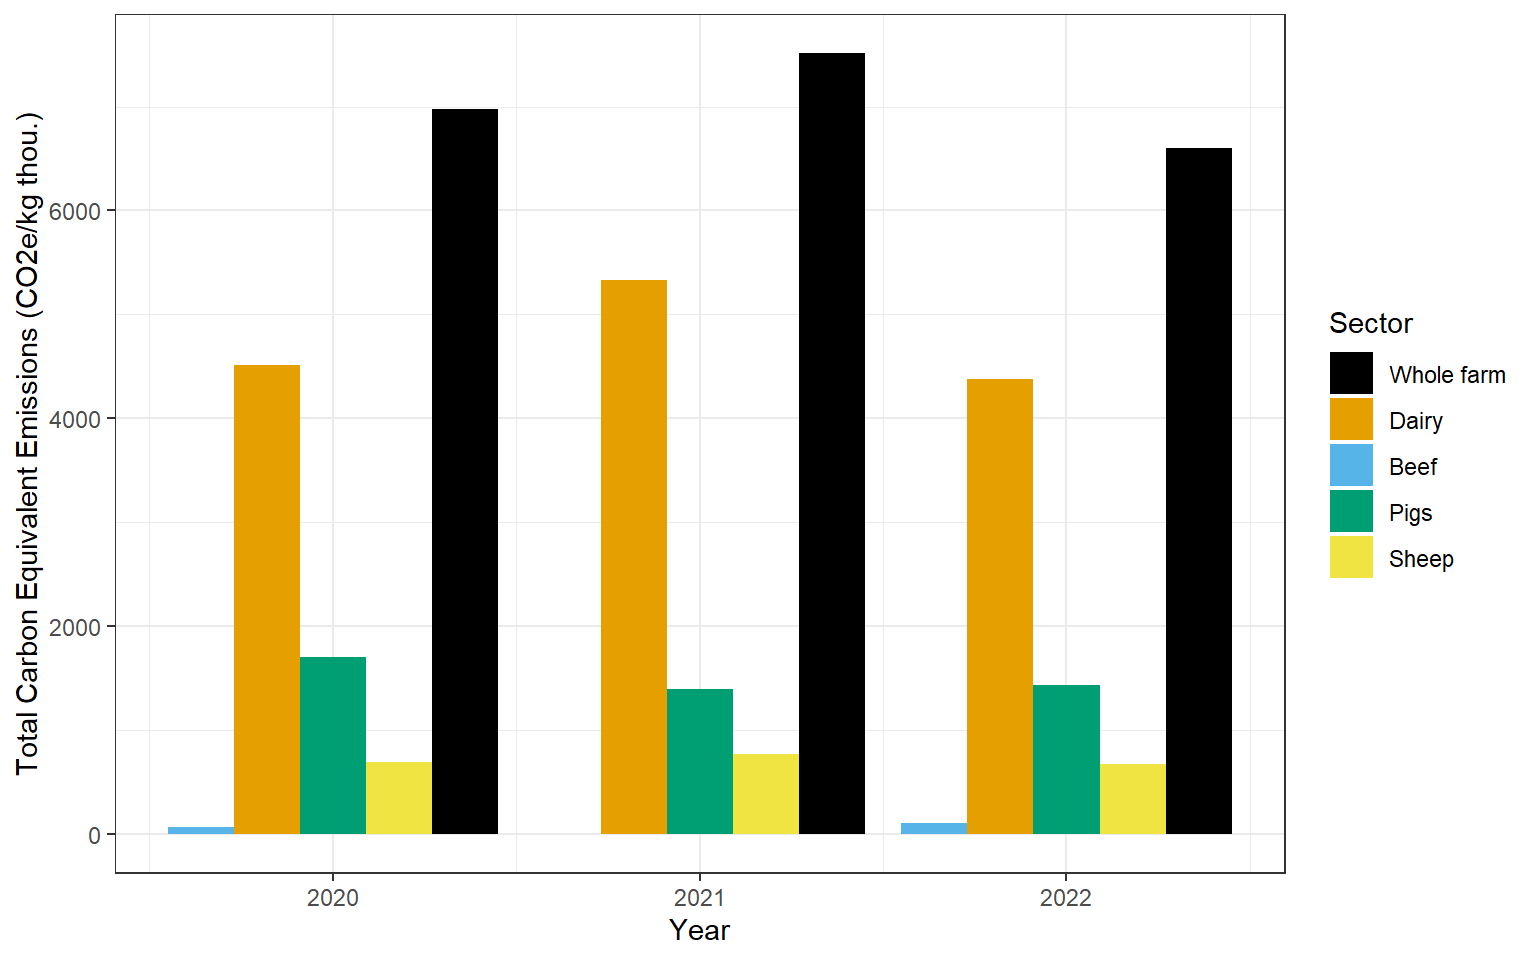 Total Carbon Equivalent Emissions (CO2e/kg thou.)
6000
4000
2000
0
2020
2021
2022
Year
Sector
Whole farm
Dairy
Beef
Pigs
Sheep